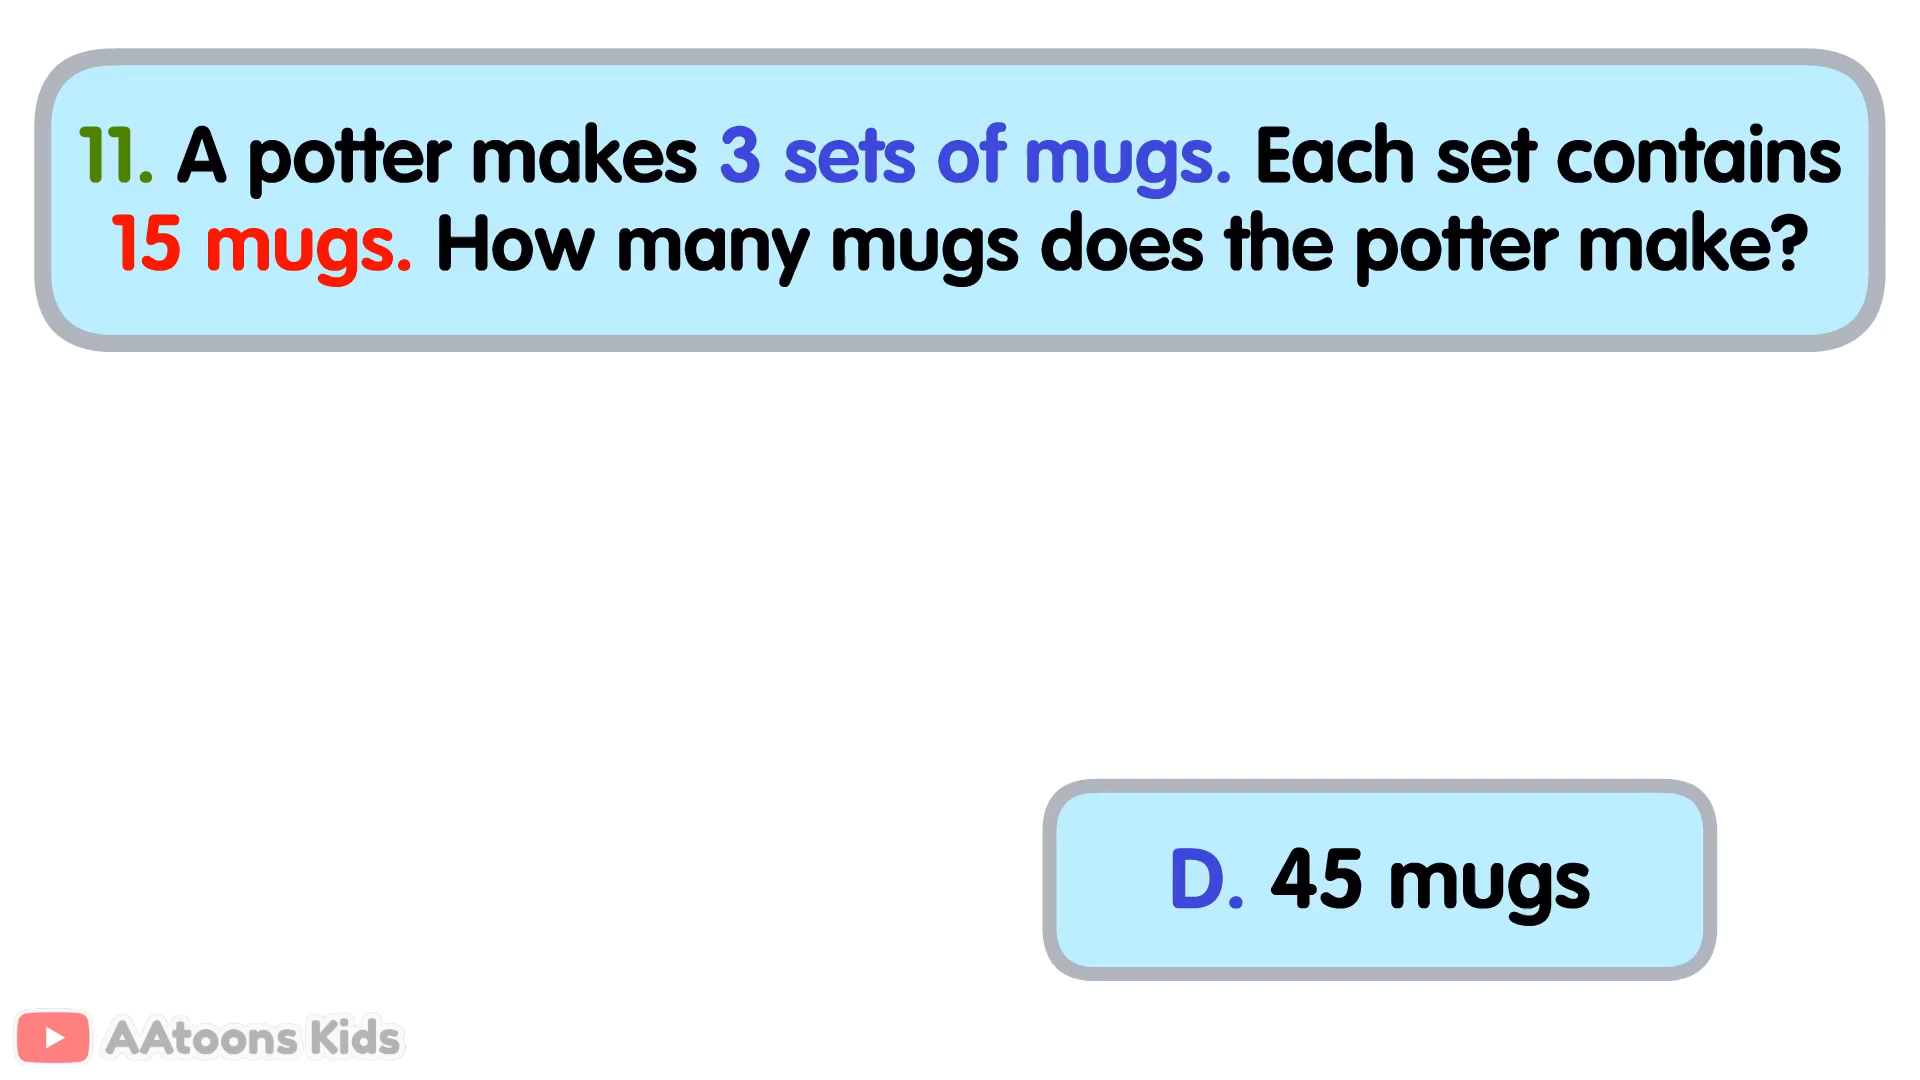 11. A potter makes 3 sets of mugs. Each set contains
15 mugs. How many mugs does the potter make?
D. 45 mugs
AAtoons Kids